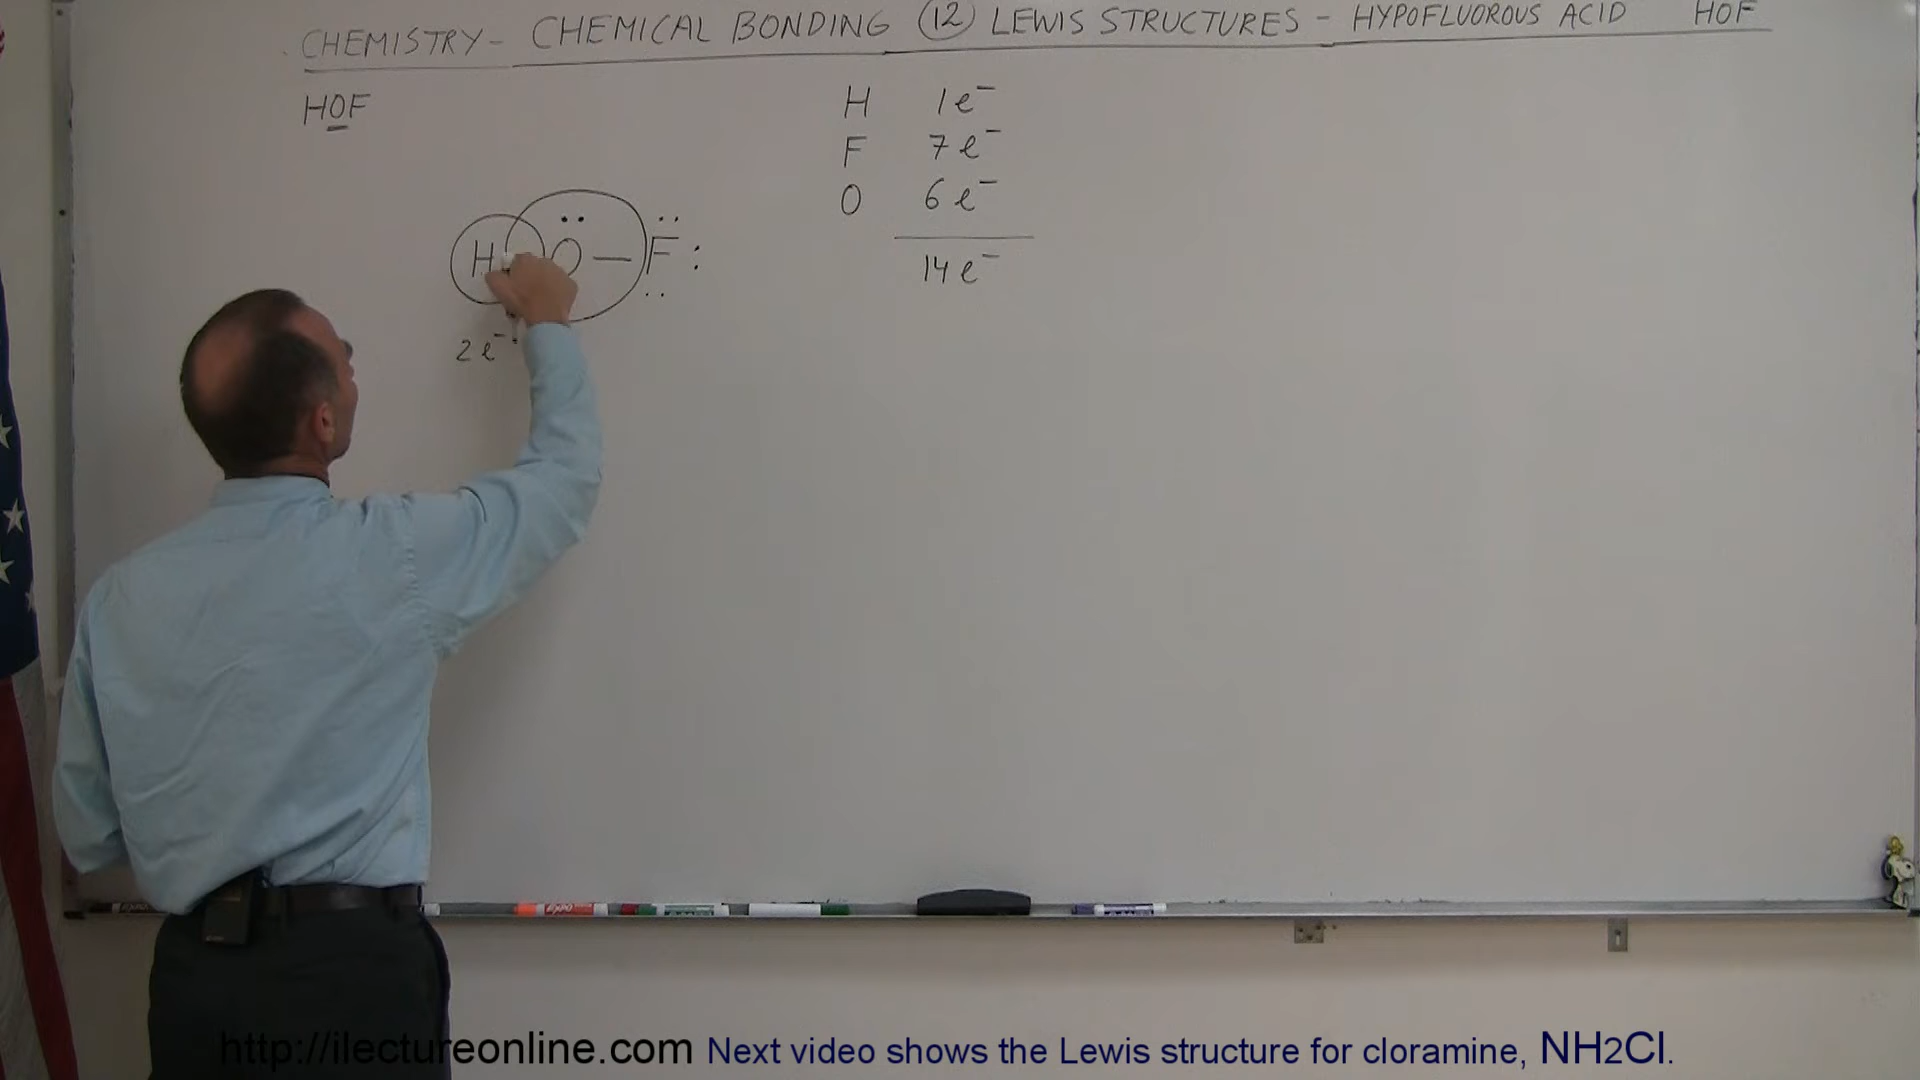 CHEMISTRY- CHEMICAL BONDING 12 LEWIS STRUCTURES - HYPOFLUOROUS ACID HOF
HOF
H 1e⁻
F 7e⁻
O 6e⁻
14e⁻
H O — F :
2e⁻
http://ilectureonline.com Next video shows the Lewis structure for cloramine, NH2Cl.